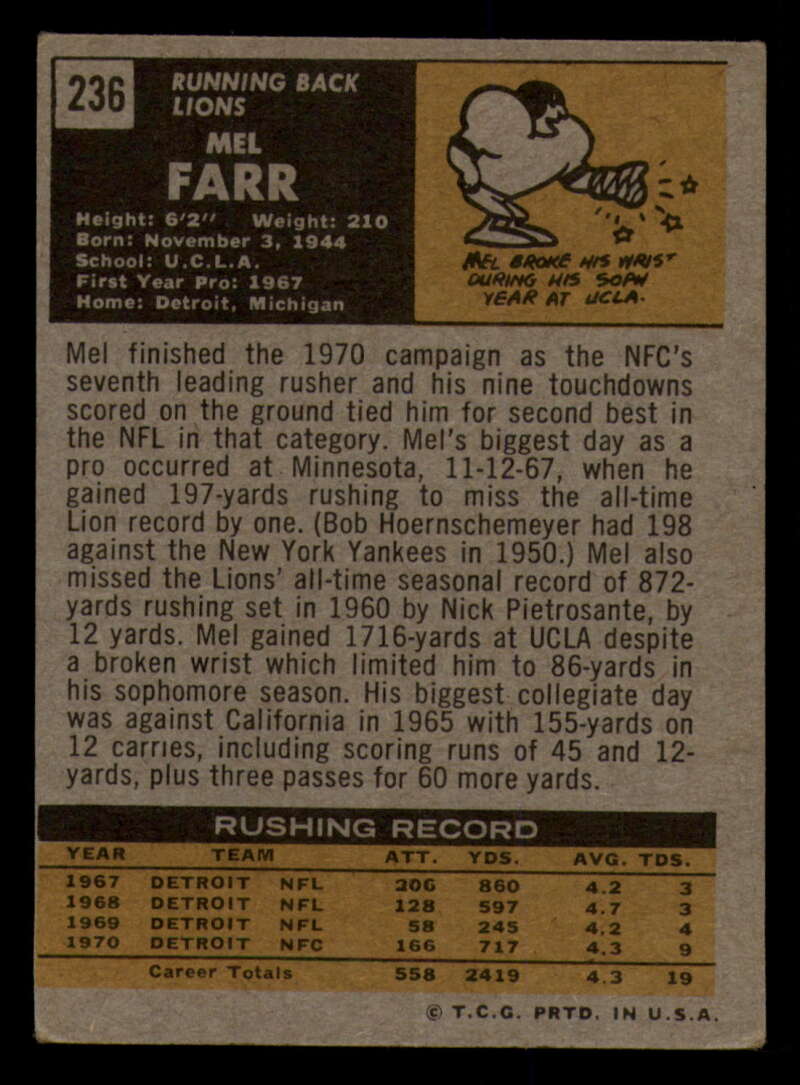 236
RUNNING BACK
LIONS
MEL
FARR
Height: 6'2" Weight: 210
Born: November 3, 1944
School: U.C.L.A.
First Year Pro: 1967
Home: Detroit, Michigan
MEL BROKE HIS WRIST
DURING HIS SOPH
YEAR AT UCLA.
Mel finished the 1970 campaign as the NFC's
seventh leading rusher and his nine touchdowns
scored on the ground tied him for second best in
the NFL in that category. Mel's biggest day as a
pro occurred at Minnesota, 11-12-67, when he
gained 197-yards rushing to miss the all-time
Lion record by one. (Bob Hoernschemeyer had 198
against the New York Yankees in 1950.) Mel also
missed the Lions' all-time seasonal record of 872-
yards rushing set in 1960 by Nick Pietrosante, by
12 yards. Mel gained 1716-yards at UCLA despite
a broken wrist which limited him to 86-yards in
his sophomore season. His biggest collegiate day
was against California in 1965 with 155-yards on
12 carries, including scoring runs of 45 and 12-
yards, plus three passes for 60 more yards.
RUSHING RECORD
YEAR TEAM ATT. YDS. AVG. TDS.
1967 DETROIT NFL 206 860 4.2 3
1968 DETROIT NFL 128 597 4.7 3
1969 DETROIT NFL 58 245 4.2 4
1970 DETROIT NFC 166 717 4.3 9
Career Totals 558 2419 4.3 19
© T.C.G. PRTD. IN U.S.A.